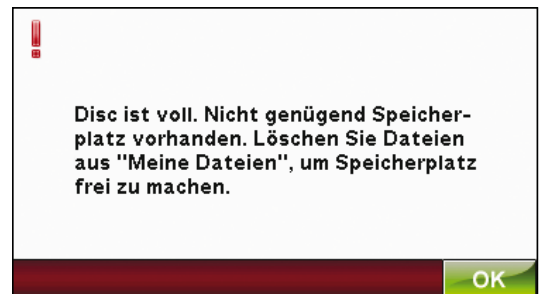 Disc ist voll. Nicht genügend Speicher-
platz vorhanden. Löschen Sie Dateien
aus "Meine Dateien", um Speicherplatz
frei zu machen.
OK